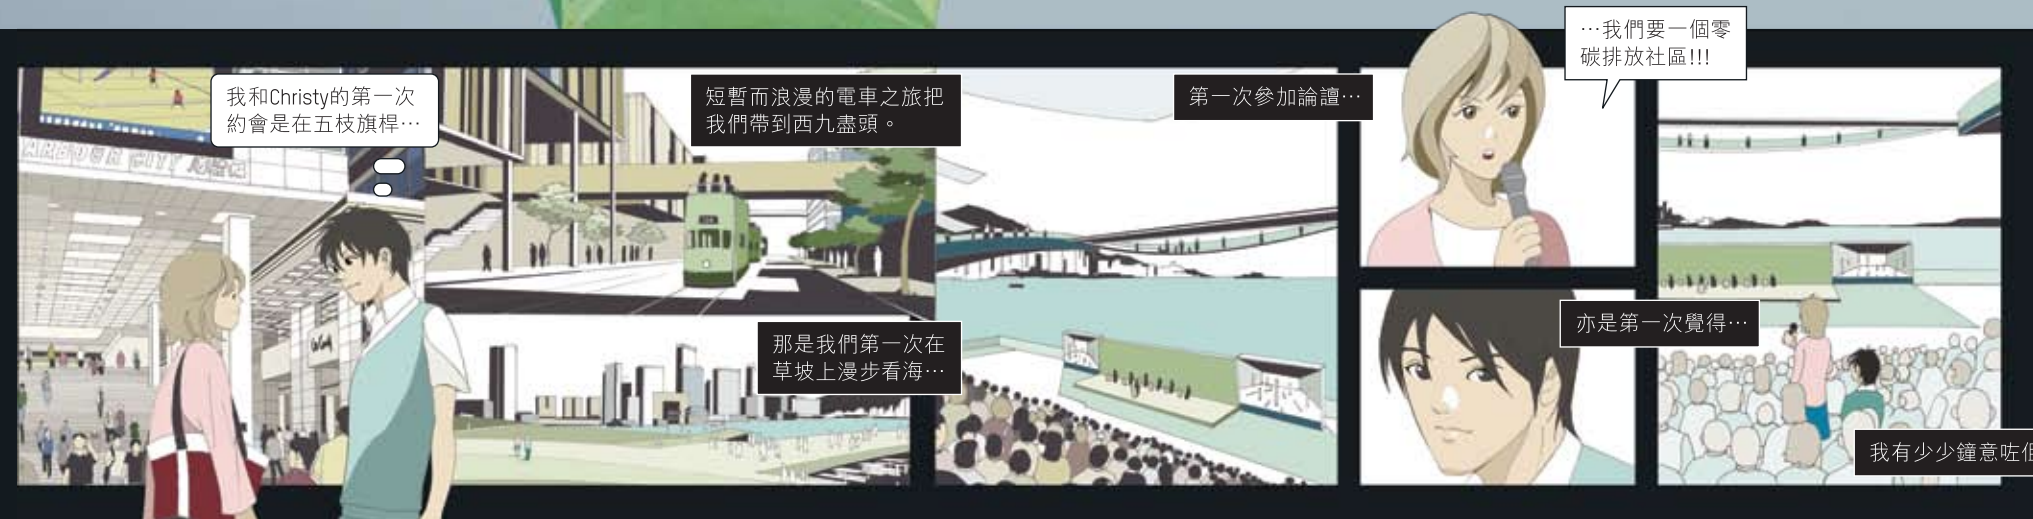 我和Christy的第一次
約會是在五枝旗桿…
ARBOUR CITY
短暫而浪漫的電車之旅把
我們帶到西九盡頭。
那是我們第一次在
草坡上漫步看海…
第一次參加論譠…
…我們要一個零
碳排放社區!!!
亦是第一次覺得…
我有少少鐘意咗佢